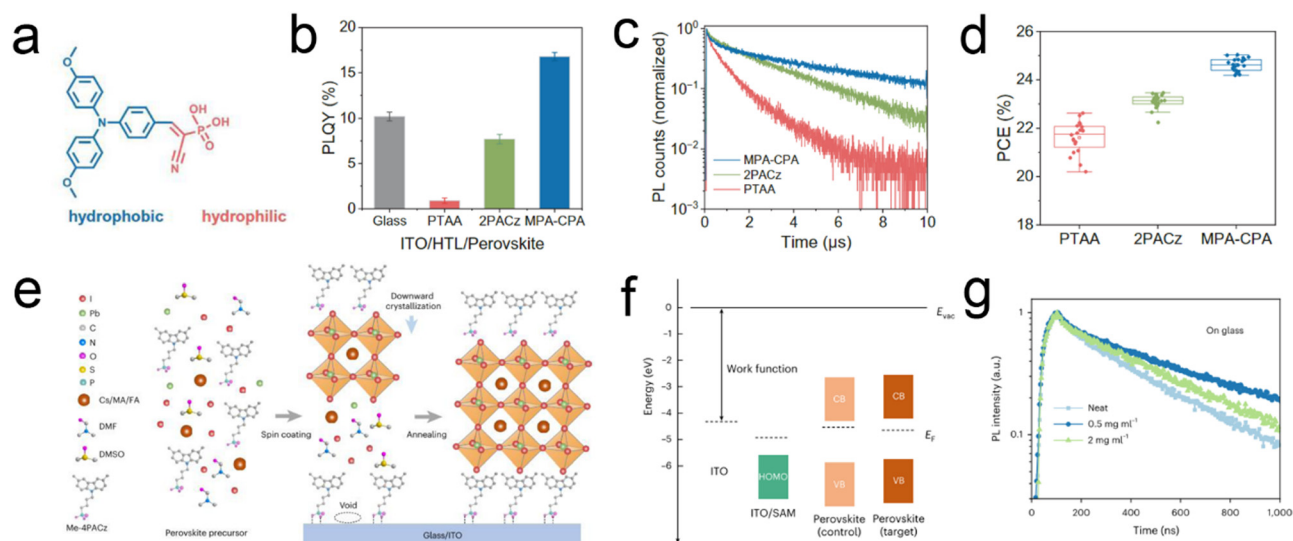 a
O
N
O
OH
P
OH
O
C
N
hydrophobic
hydrophilic
b
PLQY (%)
20
15
10
5
0
Glass
PTAA
2PACz
MPA-CPA
ITO/HTL/Perovskite
c
PL counts (normalized)
10⁰
10⁻¹
10⁻²
10⁻³
MPA-CPA
2PACz
PTAA
0
2
4
6
8
10
Time (µs)
d
PCE (%)
26
24
22
20
18
PTAA
2PACz
MPA-CPA
e
I
Pb
C
N
O
S
P
Cs/MA/FA
DMF
DMSO
Me-4PACz
Perovskite precursor
Spin coating
Downward
crystallization
Void
Annealing
Glass/ITO
f
Energy (eV)
0
-1
-2
-3
-4
-5
-6
Evac
Work function
CB
CB
EF
ITO
HOMO
VB
VB
ITO/SAM
Perovskite
(control)
Perovskite
(target)
g
PL intensity (a.u.)
1
0.1
On glass
Neat
0.5 mg ml⁻¹
2 mg ml⁻¹
0
200
400
600
800
1,000
Time (ns)